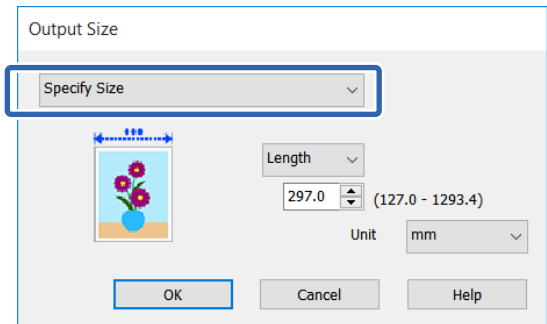 Output Size
Specify Size
Length
297.0 (127.0 - 1293.4)
Unit mm
OK Cancel Help